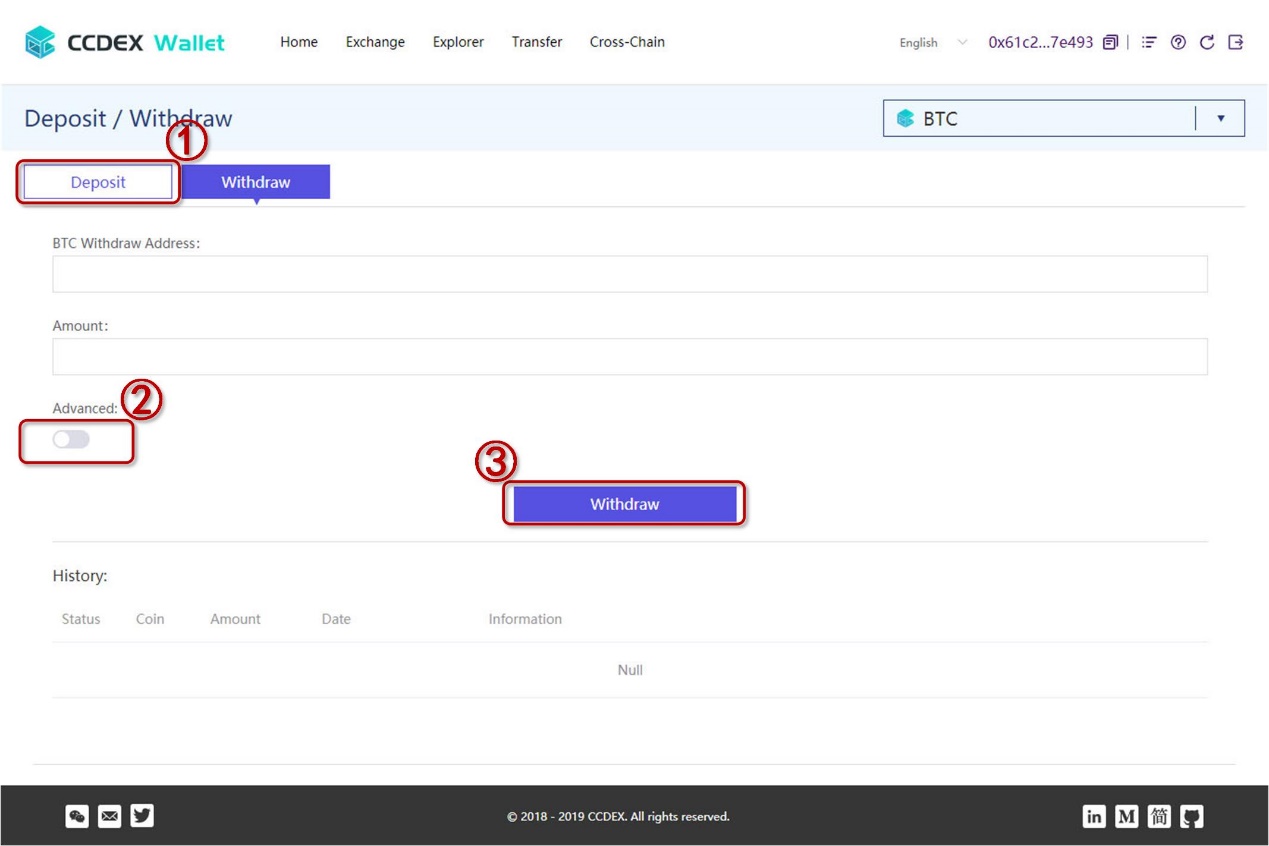 CCDEX Wallet Home Exchange Explorer Transfer Cross-Chain English 0x61c2...7e493
Deposit / Withdraw BTC
①
Deposit Withdraw
BTC Withdraw Address:
Amount:
Advanced: ②
③
Withdraw
History:
Status Coin Amount Date Information
Null
© 2018 - 2019 CCDEX. All rights reserved. in M 简